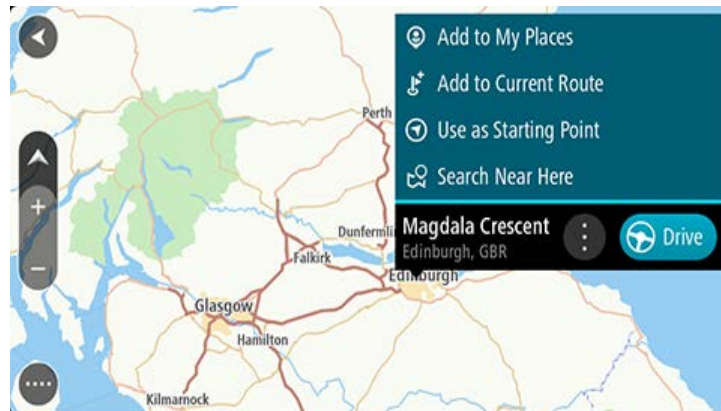 Add to My Places
Add to Current Route
Perth
Use as Starting Point
Search Near Here
Magdala Crescent
Edinburgh, GBR
Drive
Falkirk
Edinburgh
Glasgow
Hamilton
Kilmarnock